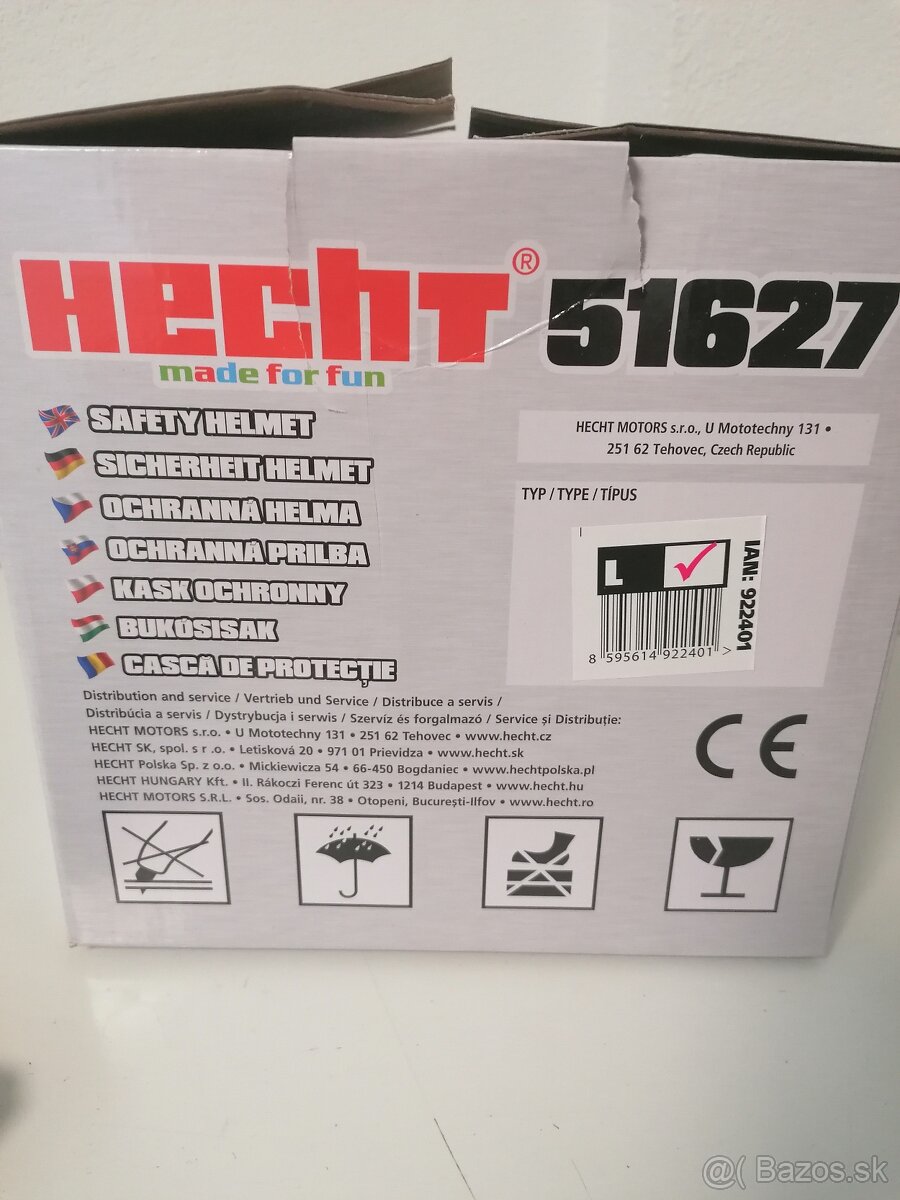 HECHT® 51627
made for fun
SAFETY HELMET
SICHERHEIT HELMET
OCHRANNÁ HELMA
OCHRANNÁ PRILBA
KASK OCHRONNY
BUKÓSISAK
CASCĂ DE PROTECȚIE
HECHT MOTORS s.r.o., U Mototechny 131 •
251 62 Tehovec, Czech Republic
TYP / TYPE / TÍPUS
L
8 595614 922401 >
IAN: 922401
Distribution and service / Vertrieb und Service / Distribuce a servis /
Distribúcia a servis / Dystrybucja i serwis / Szervíz és forgalmazó / Service și Distribuție:
HECHT MOTORS s.r.o. • U Mototechny 131 • 251 62 Tehovec • www.hecht.cz
HECHT SK, spol. s r .o. • Letisková 20 • 971 01 Prievidza • www.hecht.sk
HECHT Polska Sp. z o.o. • Mickiewicza 54 • 66-450 Bogdaniec • www.hechtpolska.pl
HECHT HUNGARY Kft. • II. Rákoczi Ferenc út 323 • 1214 Budapest • www.hecht.hu
HECHT MOTORS S.R.L. • Sos. Odaii, nr. 38 • Otopeni, București-Ilfov • www.hecht.ro
CE
@( Bazos.sk